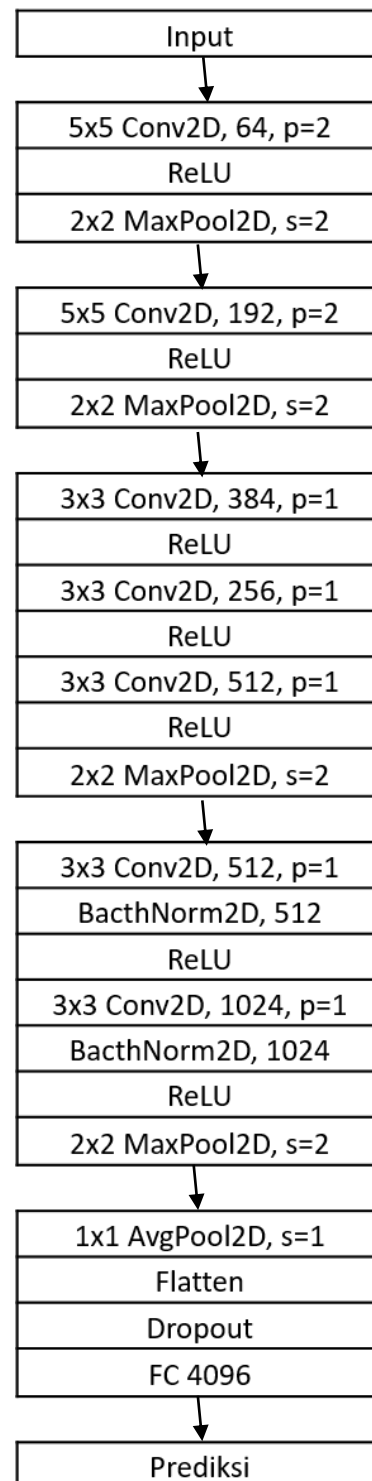 Input
5x5 Conv2D, 64, p=2
ReLU
2x2 MaxPool2D, s=2
5x5 Conv2D, 192, p=2
ReLU
2x2 MaxPool2D, s=2
3x3 Conv2D, 384, p=1
ReLU
3x3 Conv2D, 256, p=1
ReLU
3x3 Conv2D, 512, p=1
ReLU
2x2 MaxPool2D, s=2
3x3 Conv2D, 512, p=1
BacthNorm2D, 512
ReLU
3x3 Conv2D, 1024, p=1
BacthNorm2D, 1024
ReLU
2x2 MaxPool2D, s=2
1x1 AvgPool2D, s=1
Flatten
Dropout
FC 4096
Prediksi